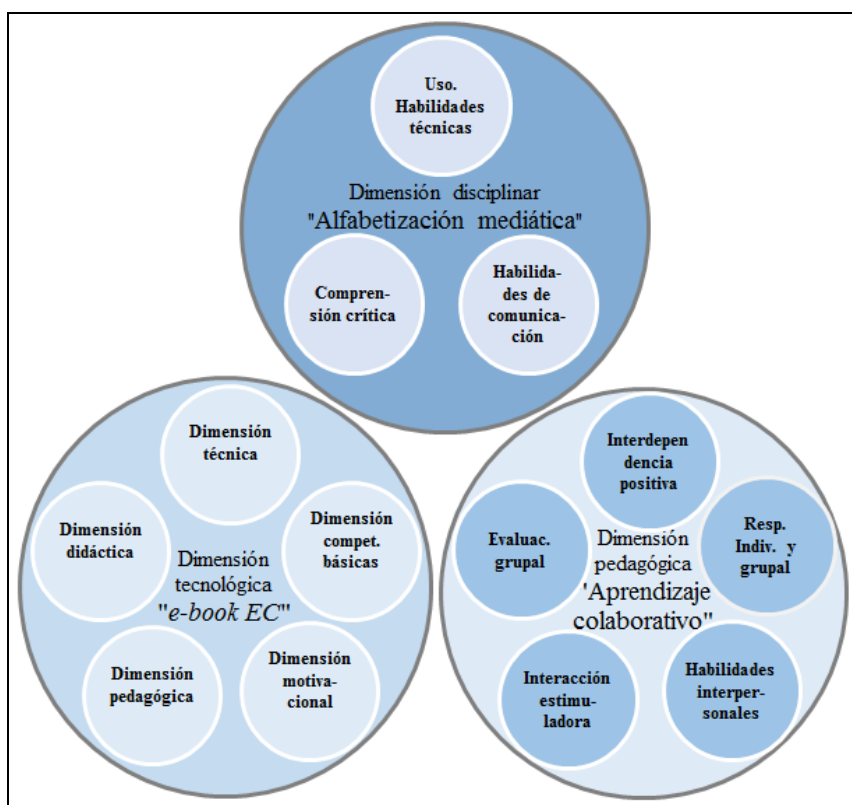 Uso.
Habilidades
técnicas
Dimensión disciplinar
"Alfabetización mediática"
Compren-
sión crítica
Habilida-
des de
comunica-
ción
Dimensión
técnica
Dimensión
didáctica
Dimensión
compet.
básicas
Dimensión
tecnológica
"e-book EC"
Dimensión
pedagógica
Dimensión
motiva-
cional
Interdepen
dencia
positiva
Evaluac.
grupal
Resp.
Indiv. y
grupal
Dimensión
pedagógica
'Aprendizaje
colaborativo"
Interacción
estimu-
ladora
Habilidades
interper-
sonales